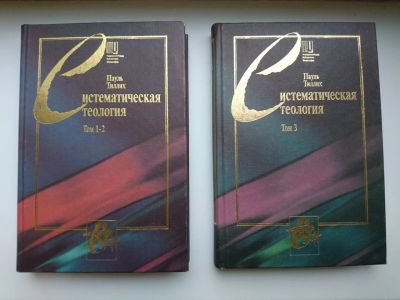 Пауль
Тиллих
Систематическая
теология
Том 1-2
Пауль
Тиллих
Систематическая
теология
Том 3